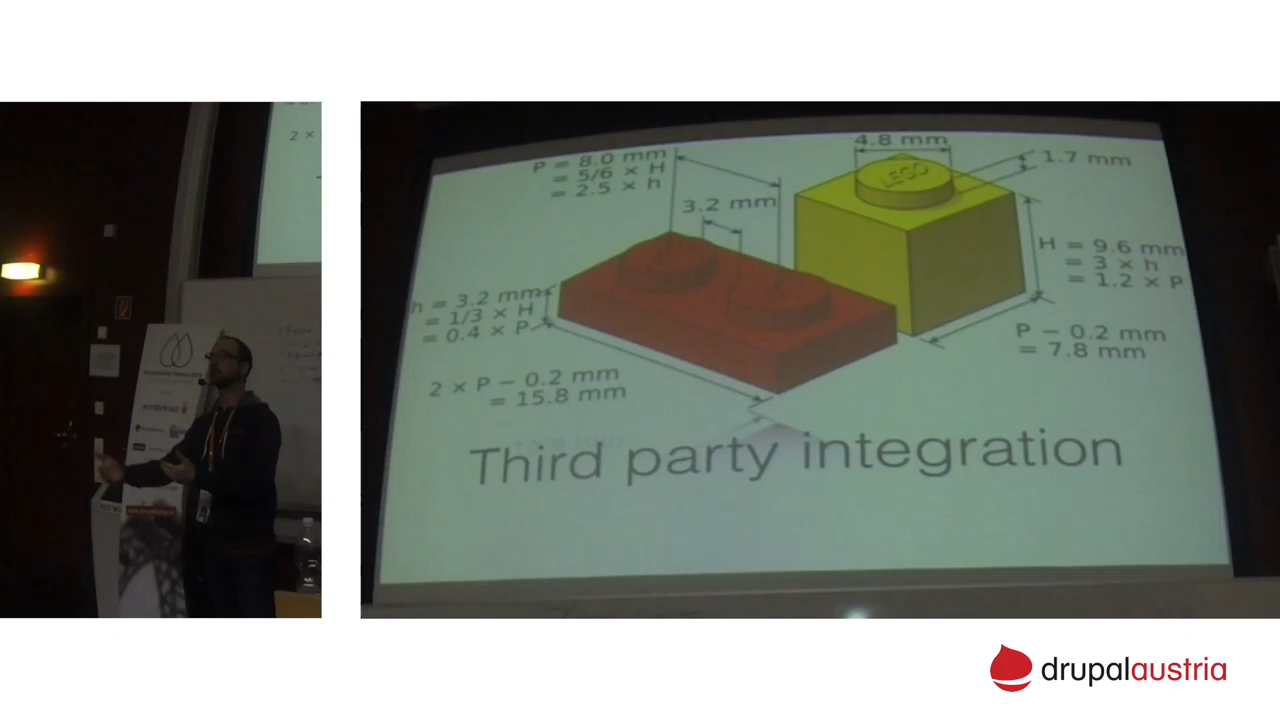 2 ×
P = 8.0 mm
= 5/6 × H
= 2.5 × h
3.2 mm
4.8 mm
1.7 mm
LEGO
H = 9.6 mm
= 3 × h
= 1.2 × P
h = 3.2 mm
= 1/3 × H
= 0.4 × P
P − 0.2 mm
= 7.8 mm
2 × P − 0.2 mm
= 15.8 mm
Third party integration
drupalaustria